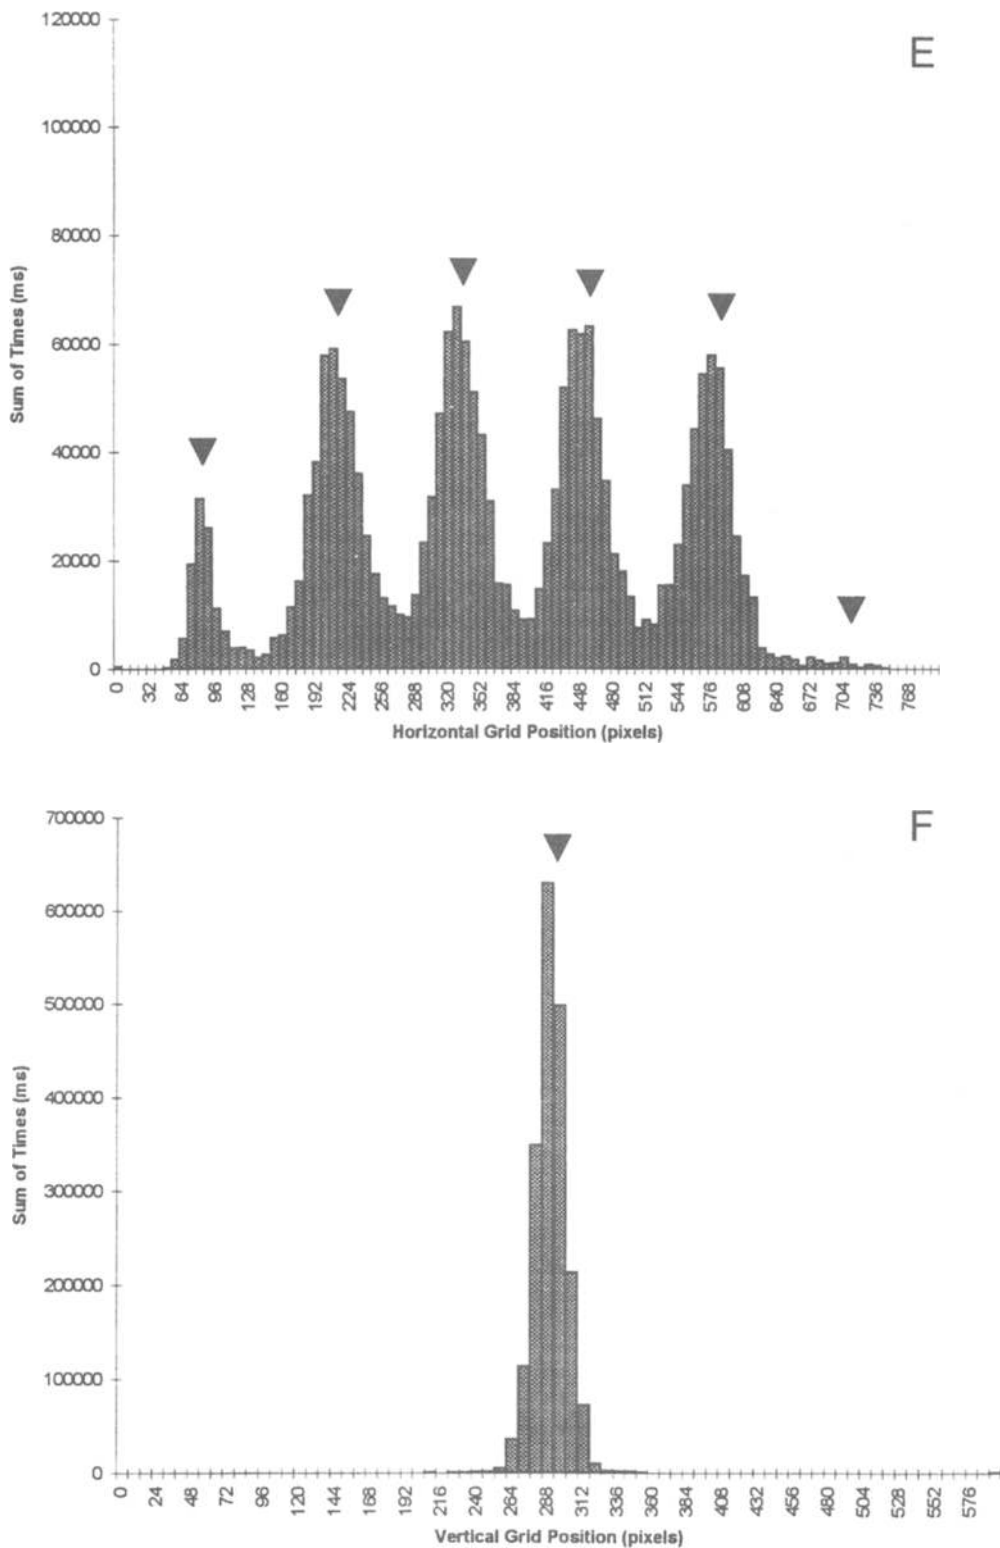 E
120000
100000
80000
60000
40000
20000
0
Sum of Times (ms)
0 32 64 96 128 160 192 224 256 288 320 352 384 416 448 480 512 544 576 608 640 672 704 736 788
Horizontal Grid Position (pixels)
F
700000
600000
500000
400000
300000
200000
100000
0
Sum of Times (ms)
0 24 48 72 96 120 144 168 192 216 240 264 288 312 336 360 384 408 432 456 480 504 528 552 576
Vertical Grid Position (pixels)